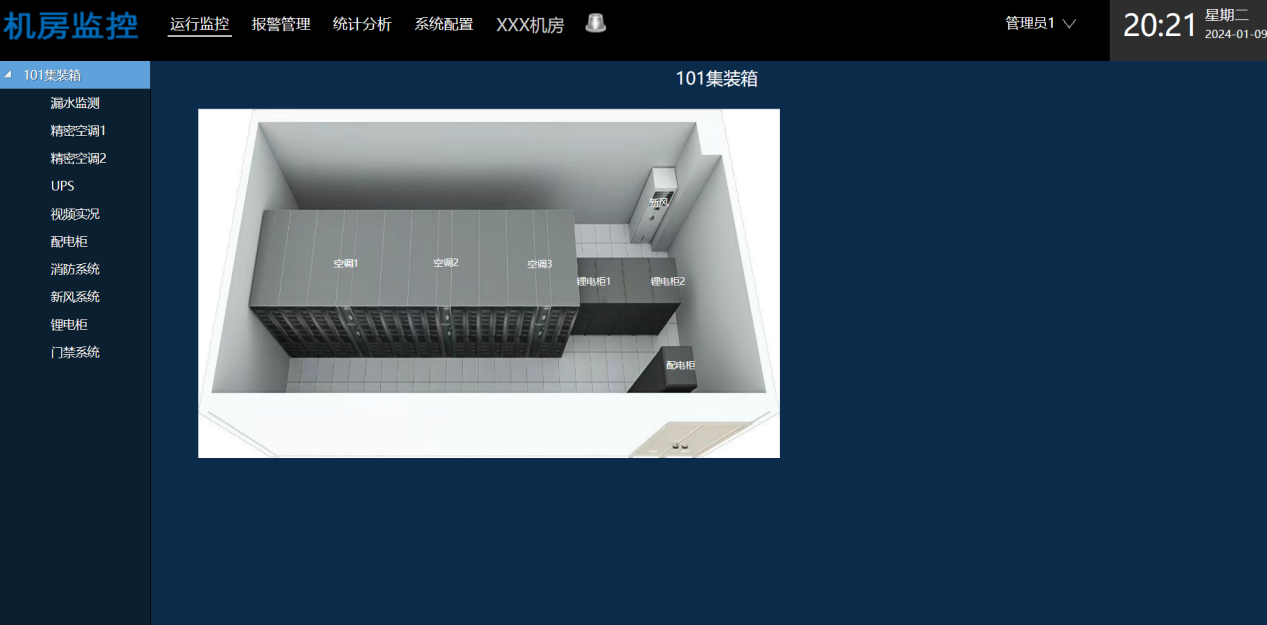 机房监控
运行监控 报警管理 统计分析 系统配置 XXX机房
管理员1
20:21
星期二
2024-01-09
101集装箱
漏水监测
精密空调1
精密空调2
UPS
视频实况
配电柜
消防系统
新风系统
锂电柜
门禁系统
101集装箱
新风
空调1 空调2 空调3
锂电柜1 锂电柜2
配电柜